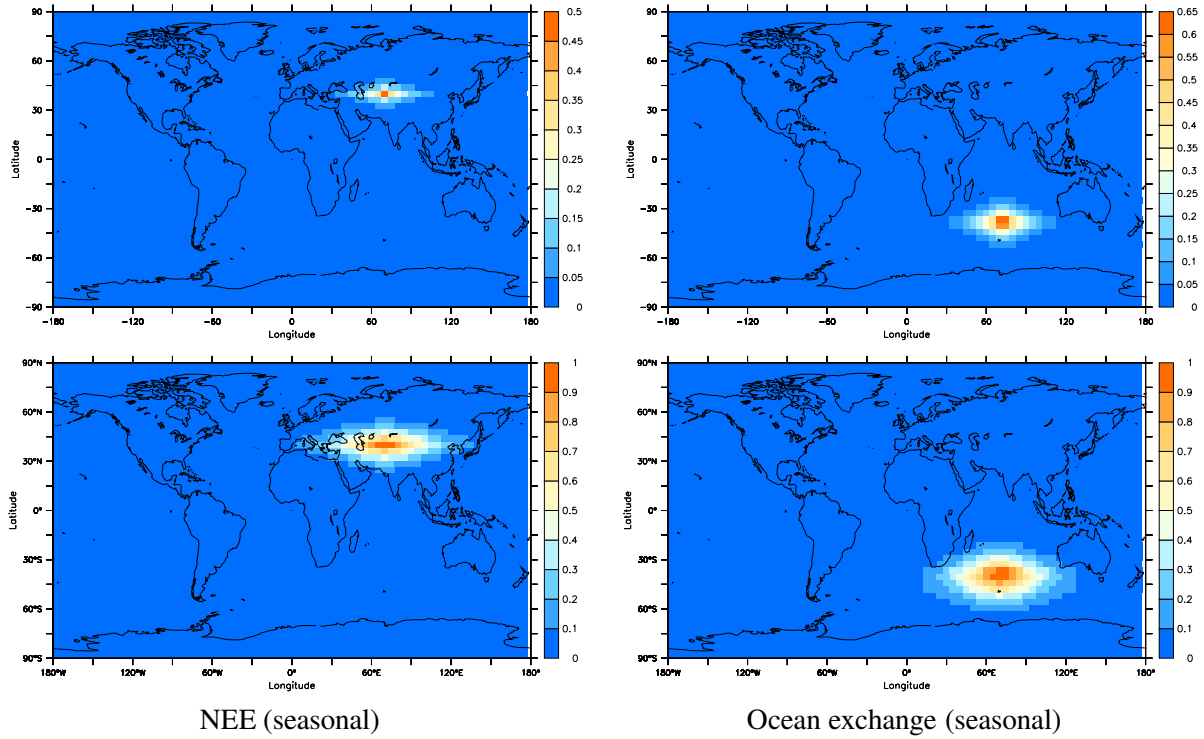 90
60
30
0
−30
−60
−90
Latitude
−180 −120 −60 0 60 120 180
Longitude
0.5
0.45
0.4
0.35
0.3
0.25
0.2
0.15
0.1
0.05
0
90
60
30
0
−30
−60
−90
Latitude
−180 −120 −60 0 60 120 180
Longitude
0.65
0.6
0.55
0.5
0.45
0.4
0.35
0.3
0.25
0.2
0.15
0.1
0.05
0
90°N
60°N
30°N
0°
30°S
60°S
90°S
Latitude
180°W 120°W 60°W 0° 60°E 120°E 180°
Longitude
1
0.9
0.8
0.7
0.6
0.5
0.4
0.3
0.2
0.1
0
NEE (seasonal)
90°N
60°N
30°N
0°
30°S
60°S
90°S
Latitude
180°W 120°W 60°W 0° 60°E 120°E 180°
Longitude
1
0.9
0.8
0.7
0.6
0.5
0.4
0.3
0.2
0.1
0
Ocean exchange (seasonal)